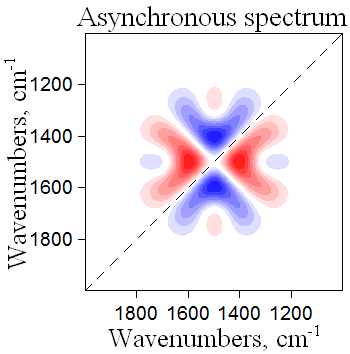 Asynchronous spectrum
Wavenumbers, cm-1
1200
1400
1600
1800
1800 1600 1400 1200
Wavenumbers, cm-1